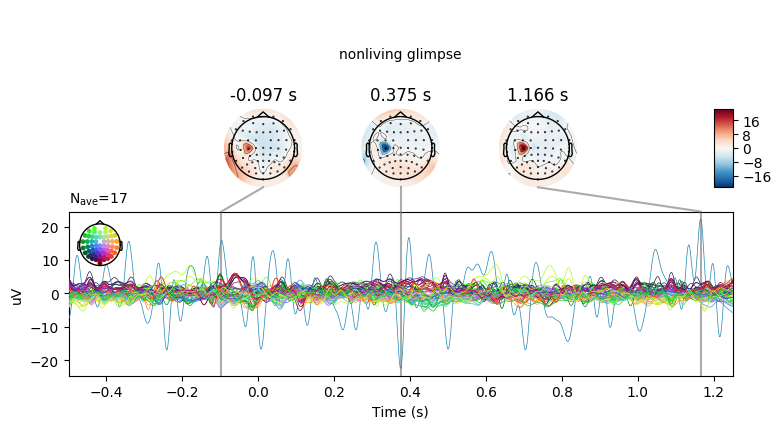 nonliving glimpse
-0.097 s 0.375 s 1.166 s
16
8
0
−8
−16
Nave=17
20
10
0
−10
−20
uV
−0.4 −0.2 0.0 0.2 0.4 0.6 0.8 1.0 1.2
Time (s)